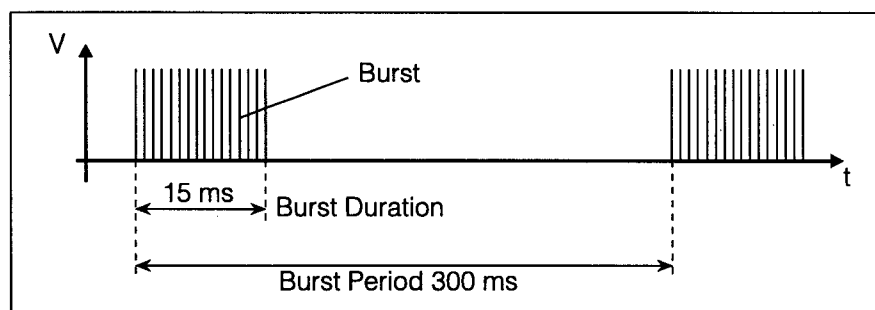 V
Burst
t
15 ms
Burst Duration
Burst Period 300 ms